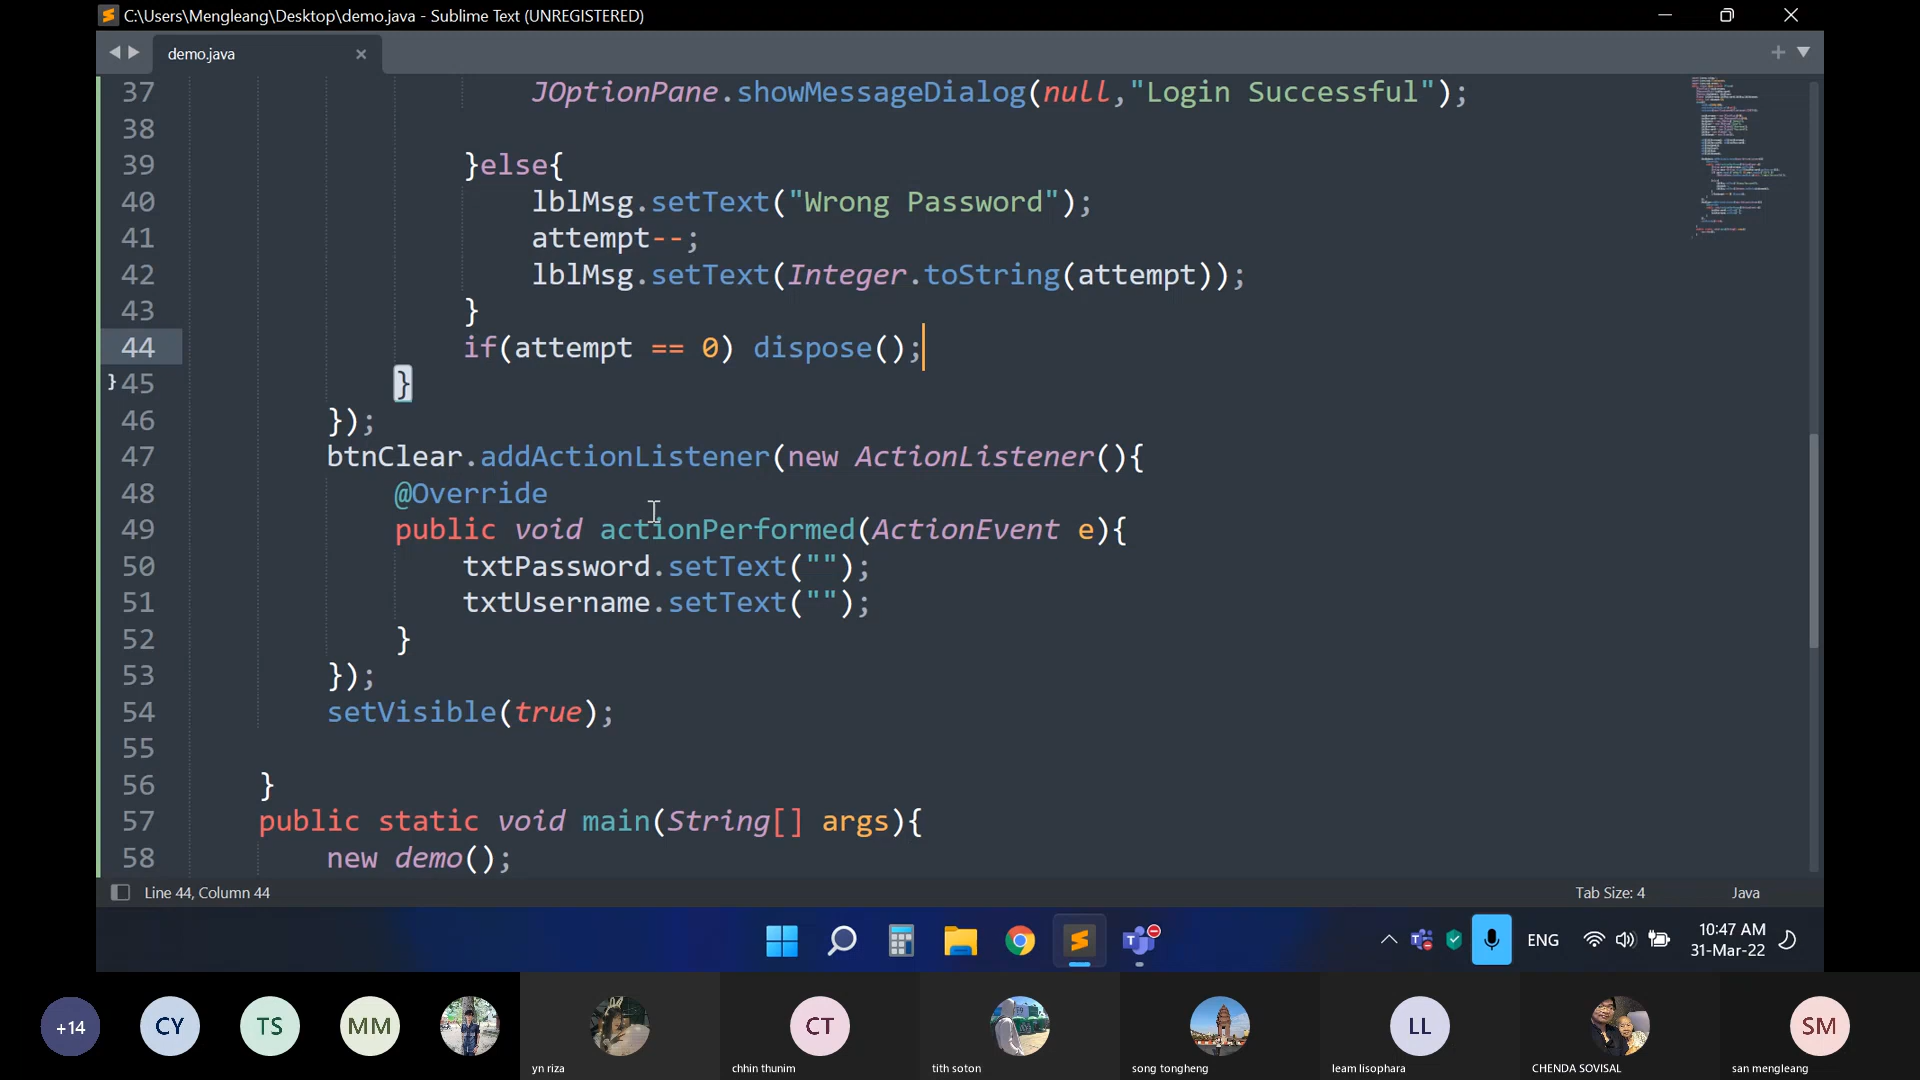 C:\Users\Mengleang\Desktop\demo.java - Sublime Text (UNREGISTERED)
demo.java
37 JOptionPane.showMessageDialog(null,"Login Successful");
38
39 }else{
40 lblMsg.setText("Wrong Password");
41 attempt--;
42 lblMsg.setText(Integer.toString(attempt));
43 }
44 if(attempt == 0) dispose();
}45 }
46 });
47 btnClear.addActionListener(new ActionListener(){
48 @Override
49 public void actionPerformed(ActionEvent e){
50 txtPassword.setText("");
51 txtUsername.setText("");
52 }
53 });
54 setVisible(true);
55
56 }
57 public static void main(String[] args){
58 new demo();
Line 44, Column 44
Tab Size: 4
Java
ENG
10:47 AM
31-Mar-22
+14
CY
TS
MM
CT
LL
SM
yn riza
chhin thunim
tith soton
song tongheng
leam lisophara
CHENDA SOVISAL
san mengleang